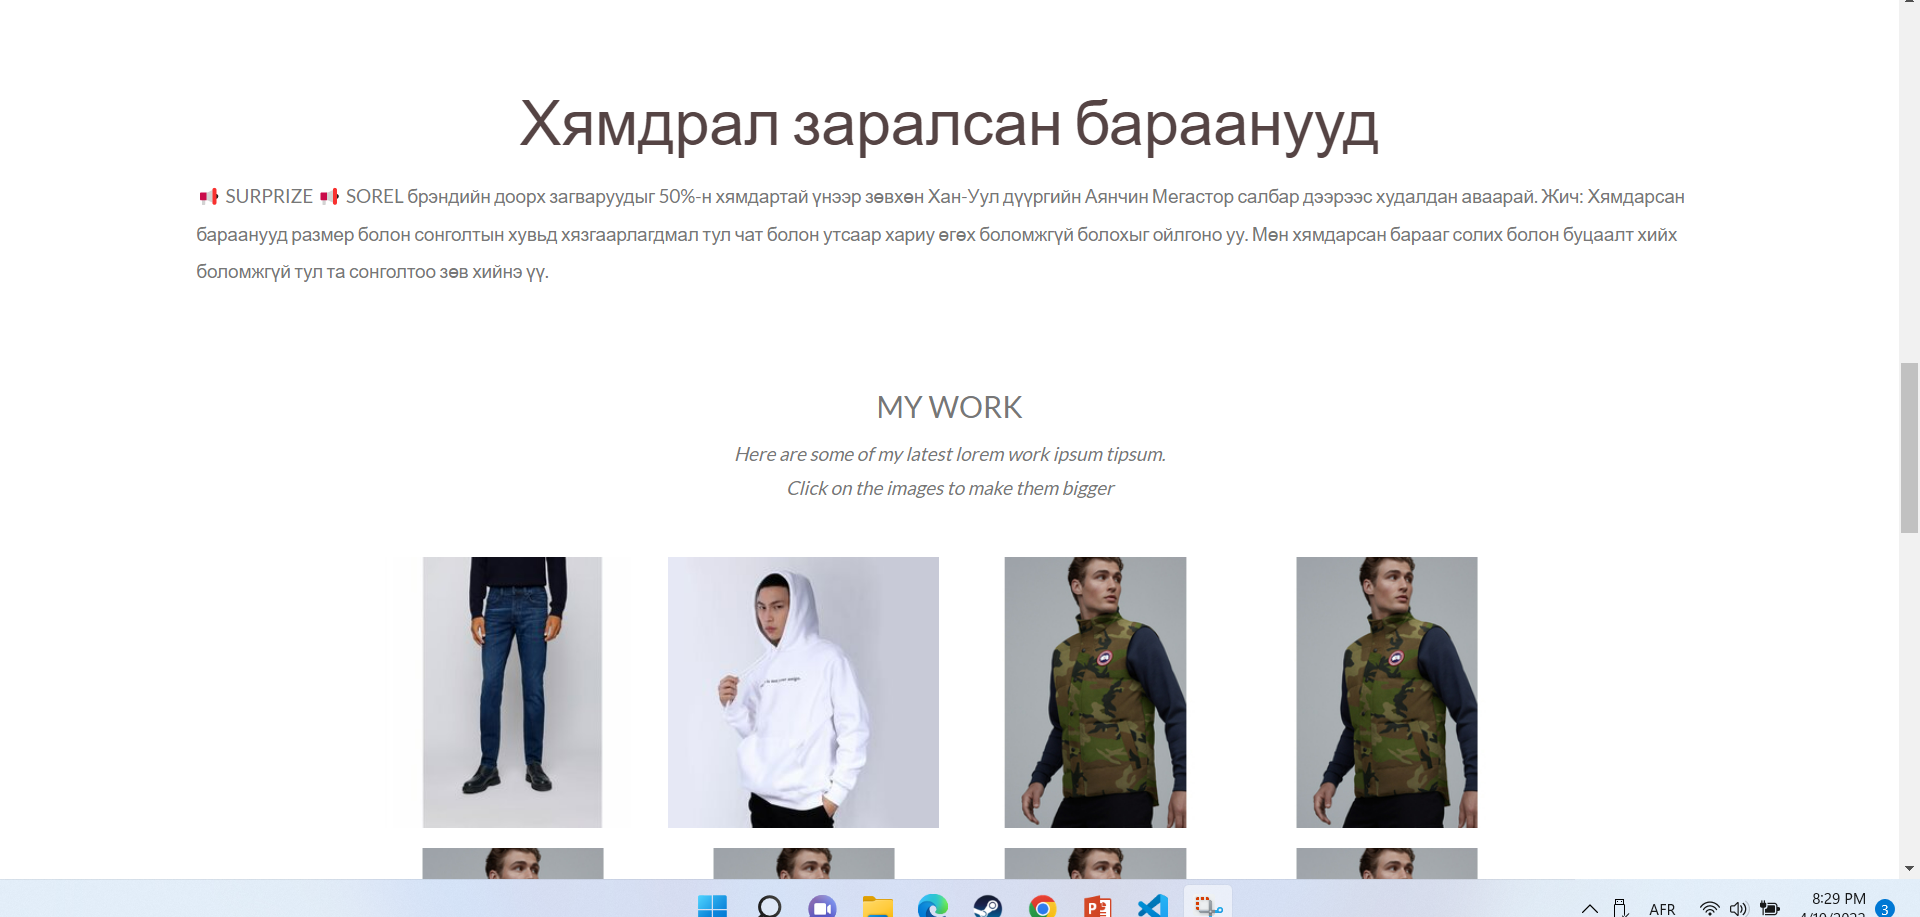 Хямдрал заралсан бараанууд
📢 SURPRIZE 📢 SOREL брэндийн доорх загваруудыг 50%-н хямдартай үнээр зөвхөн Хан-Уул дүүргийн Аянчин Мегастор салбар дээрээс худалдан аваарай. Жич: Хямдарсан
бараанууд размер болон сонголтын хувьд хязгаарлагдмал тул чат болон утсаар хариу өгөх боломжгүй болохыг ойлгоно уу. Мөн хямдарсан барааг солих болон буцаалт хийх
боломжгүй тул та сонголтоо зөв хийнэ үү.
MY WORK
Here are some of my latest lorem work ipsum tipsum.
Click on the images to make them bigger
AFR
8:29 PM
3